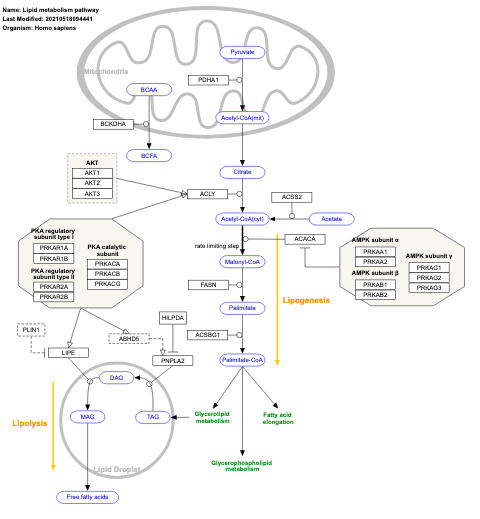 Name: Lipid metabolism pathway
Last Modified: 20210518094441
Organism: Homo sapiens
Mitochondria
Pyruvate
PDHA1
BCAA
Acetyl-CoA(mit)
BCKDHA
BCFA
Citrate
AKT
AKT1
AKT2
AKT3
ACLY
ACSS2
Acetyl-CoA(cyt)
Acetate
rate limiting step
ACACA
Malonyl-CoA
PKA regulatory
subunit type I
PRKAR1A
PRKAR1B
PKA regulatory
subunit type II
PRKAR2A
PRKAR2B
PKA catalytic
subunit
PRKACA
PRKACB
PRKACG
AMPK subunit α
PRKAA1
PRKAA2
AMPK subunit β
PRKAB1
PRKAB2
AMPK subunit γ
PRKAG1
PRKAG2
PRKAG3
FASN
Lipogenesis
Palmitate
HILPDA
PLIN1
ABHD5
ACSBG1
LIPE
PNPLA2
Palmitate-CoA
DAG
MAG
TAG
Lipolysis
Glycerolipid
metabolism
Fatty acid
elongation
Glycerophospholipid
metabolism
Lipid Droplet
Free fatty acids